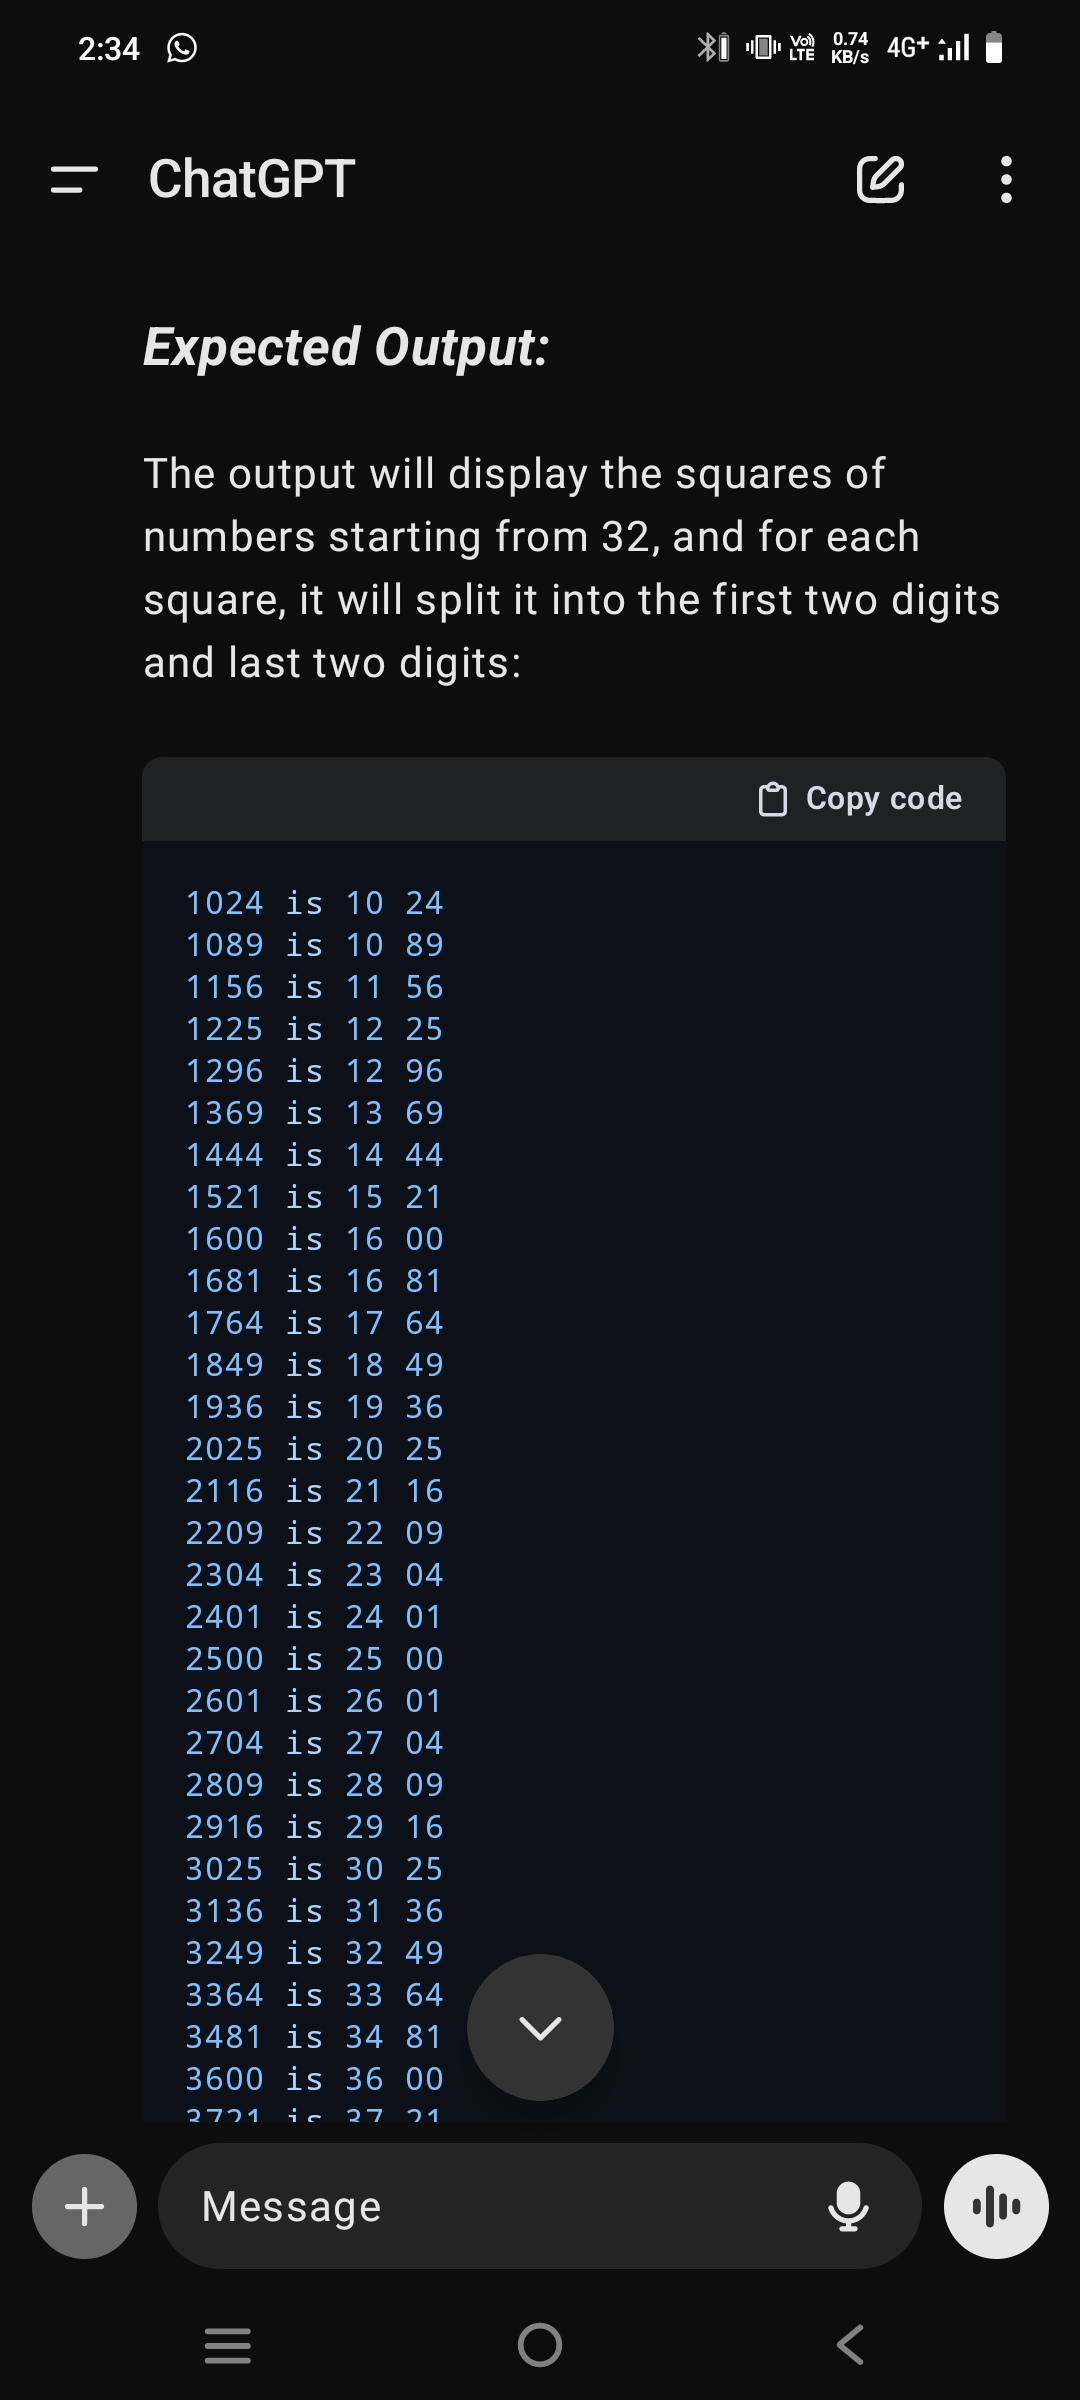 2:34
Vo)) LTE 0.74 KB/s 4G+
ChatGPT
Expected Output:
The output will display the squares of
numbers starting from 32, and for each
square, it will split it into the first two digits
and last two digits:
Copy code
1024 is 10 24
1089 is 10 89
1156 is 11 56
1225 is 12 25
1296 is 12 96
1369 is 13 69
1444 is 14 44
1521 is 15 21
1600 is 16 00
1681 is 16 81
1764 is 17 64
1849 is 18 49
1936 is 19 36
2025 is 20 25
2116 is 21 16
2209 is 22 09
2304 is 23 04
2401 is 24 01
2500 is 25 00
2601 is 26 01
2704 is 27 04
2809 is 28 09
2916 is 29 16
3025 is 30 25
3136 is 31 36
3249 is 32 49
3364 is 33 64
3481 is 34 81
3600 is 36 00
3721 is 37 21
Message